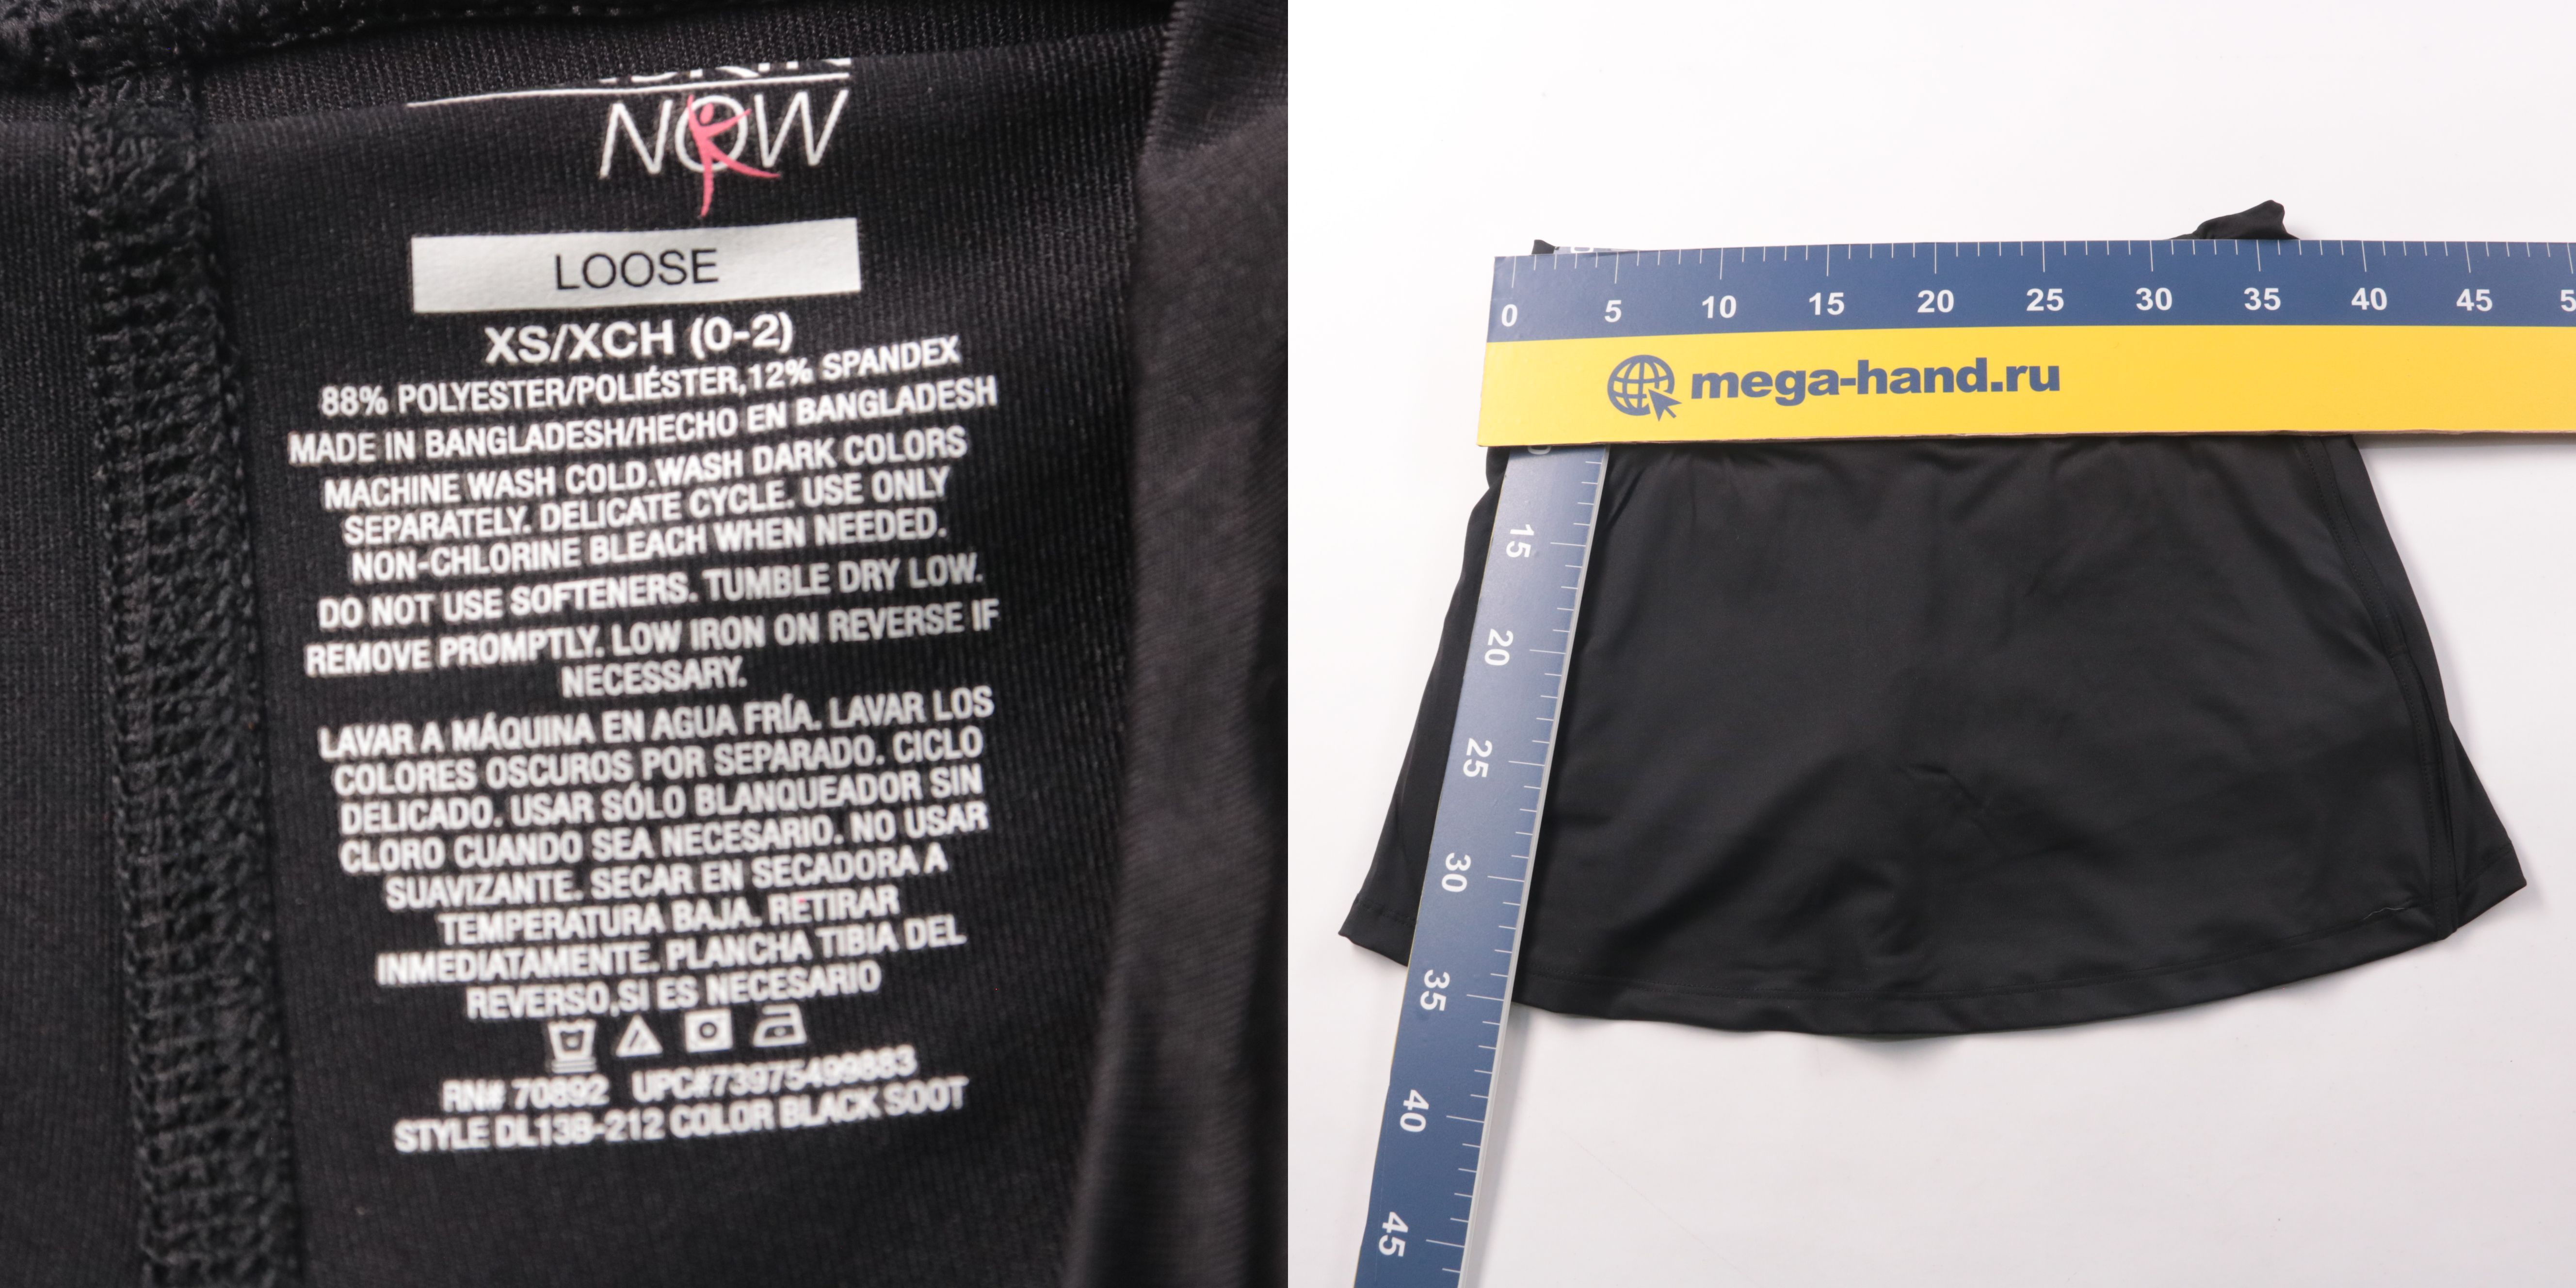 NOW
LOOSE
XS/XCH (0-2)
88% POLYESTER/POLIÉSTER,12% SPANDEX
MADE IN BANGLADESH/HECHO EN BANGLADESH
MACHINE WASH COLD.WASH DARK COLORS
SEPARATELY. DELICATE CYCLE. USE ONLY
NON-CHLORINE BLEACH WHEN NEEDED.
DO NOT USE SOFTENERS. TUMBLE DRY LOW.
REMOVE PROMPTLY. LOW IRON ON REVERSE IF
NECESSARY.
LAVAR A MÁQUINA EN AGUA FRÍA. LAVAR LOS
COLORES OSCUROS POR SEPARADO. CICLO
DELICADO. USAR SÓLO BLANQUEADOR SIN
CLORO CUANDO SEA NECESARIO. NO USAR
SUAVIZANTE. SECAR EN SECADORA A
TEMPERATURA BAJA. RETIRAR
INMEDIATAMENTE. PLANCHA TIBIA DEL
REVERSO,SI ES NECESARIO
RN# 70892 UPC#73975499883
STYLE DL13B-212 COLOR BLACK SOOT
0 5 10 15 20 25 30 35 40 45
mega-hand.ru
15
20
25
30
35
40
45